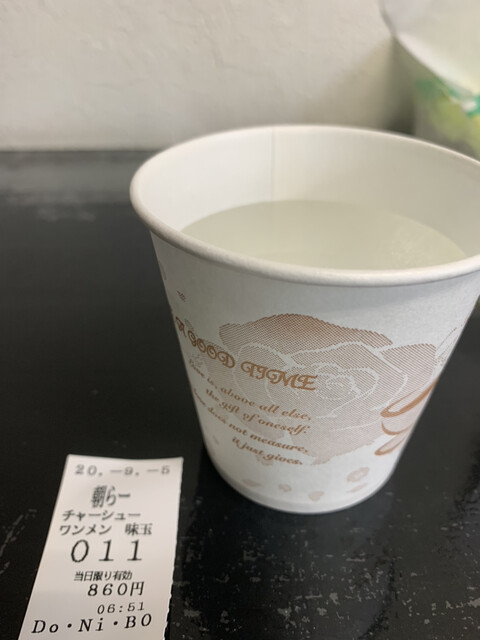 A GOOD TIME
Love is, above all else,
the gift of oneself.
does not measure,
it just gives.
20.-9.-5
朝らー
チャーシュー
ワンメン 味玉
011
当日限り有効
860円
06:51
Do・Ni・BO